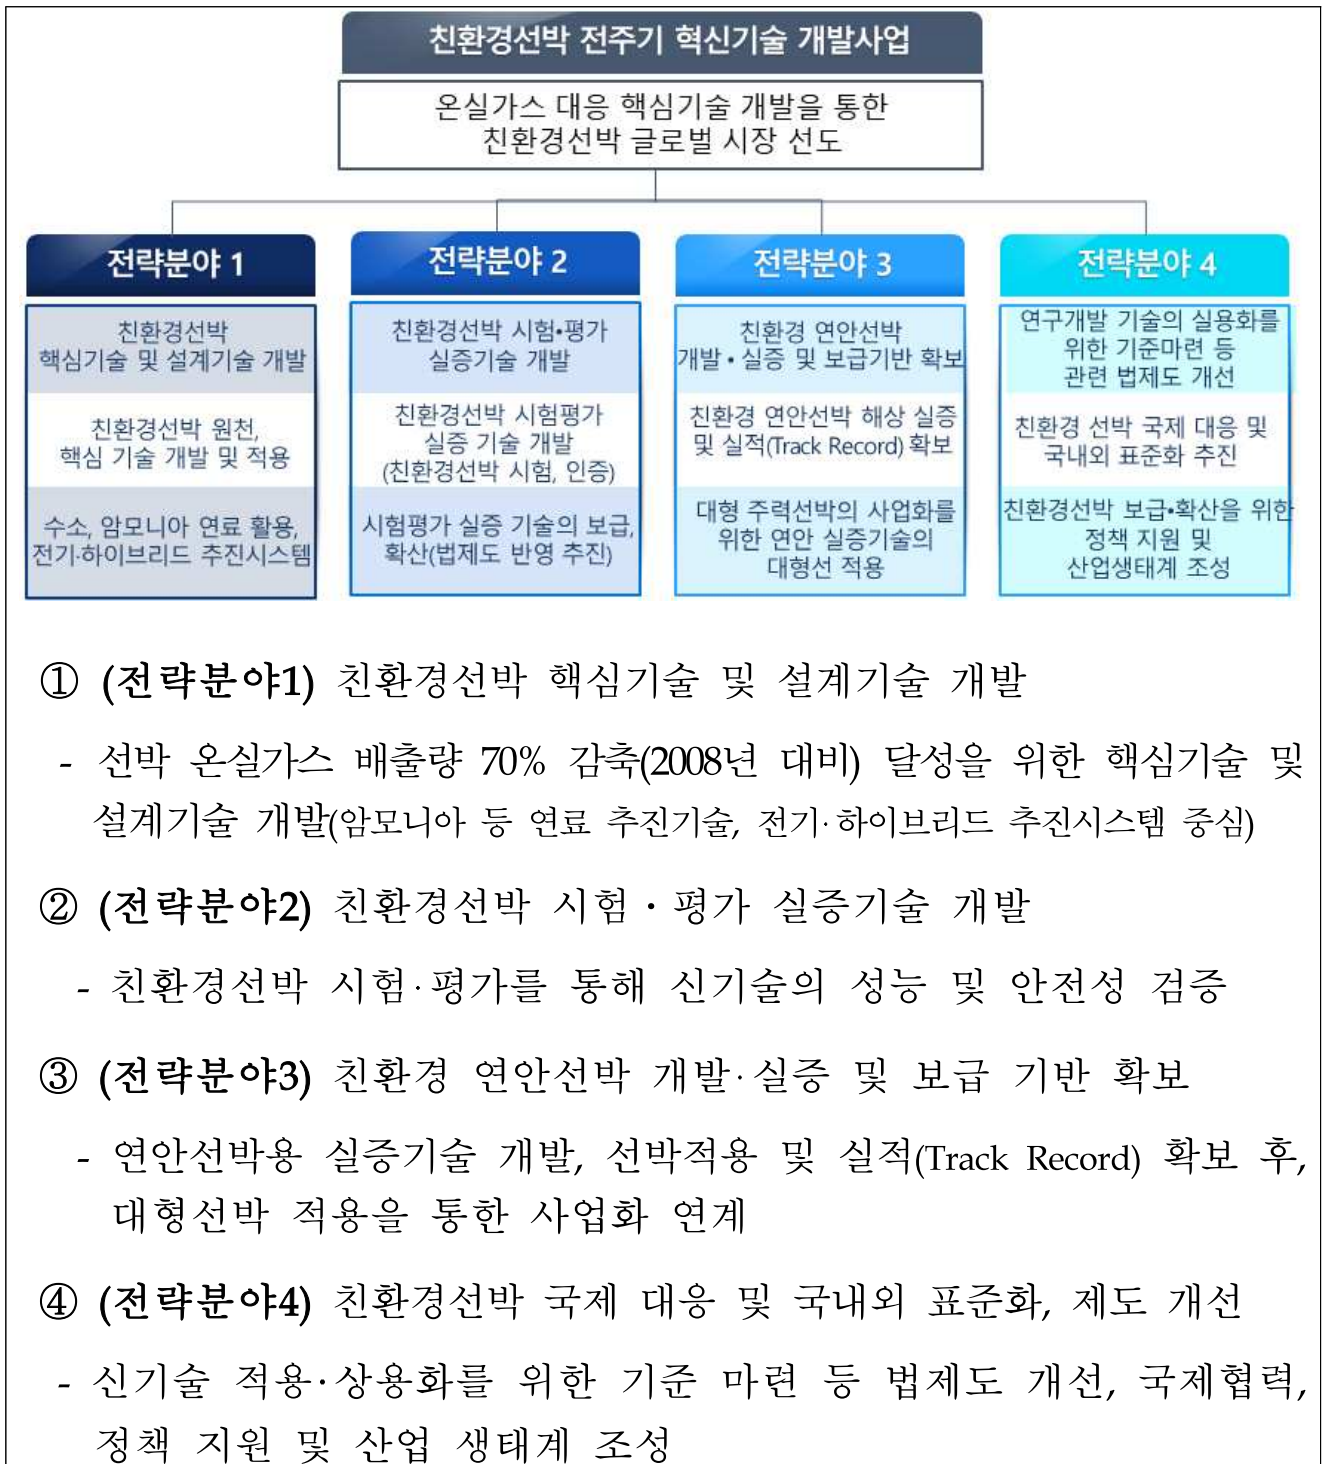 친환경선박 전주기 혁신기술 개발사업
온실가스 대응 핵심기술 개발을 통한
친환경선박 글로벌 시장 선도
전략분야 1
친환경선박
핵심기술 및 설계기술 개발
친환경선박 원천,
핵심 기술 개발 및 적용
수소, 암모니아 연료 활용,
전기·하이브리드 추진시스템
전략분야 2
친환경선박 시험•평가
실증기술 개발
친환경선박 시험평가
실증 기술 개발
(친환경선박 시험, 인증)
시험평가 실증 기술의 보급,
확산(법제도 반영 추진)
전략분야 3
친환경 연안선박
개발 • 실증 및 보급기반 확보
친환경 연안선박 해상 실증
및 실적(Track Record) 확보
대형 주력선박의 사업화를
위한 연안 실증기술의
대형선 적용
전략분야 4
연구개발 기술의 실용화를
위한 기준마련 등
관련 법제도 개선
친환경 선박 국제 대응 및
국내외 표준화 추진
친환경선박 보급•확산을 위한
정책 지원 및
산업생태계 조성
① (전략분야1) 친환경선박 핵심기술 및 설계기술 개발
- 선박 온실가스 배출량 70% 감축(2008년 대비) 달성을 위한 핵심기술 및
설계기술 개발(암모니아 등 연료 추진기술, 전기·하이브리드 추진시스템 중심)
② (전략분야2) 친환경선박 시험·평가 실증기술 개발
- 친환경선박 시험·평가를 통해 신기술의 성능 및 안전성 검증
③ (전략분야3) 친환경 연안선박 개발·실증 및 보급 기반 확보
- 연안선박용 실증기술 개발, 선박적용 및 실적(Track Record) 확보 후,
대형선박 적용을 통한 사업화 연계
④ (전략분야4) 친환경선박 국제 대응 및 국내외 표준화, 제도 개선
- 신기술 적용·상용화를 위한 기준 마련 등 법제도 개선, 국제협력,
정책 지원 및 산업 생태계 조성